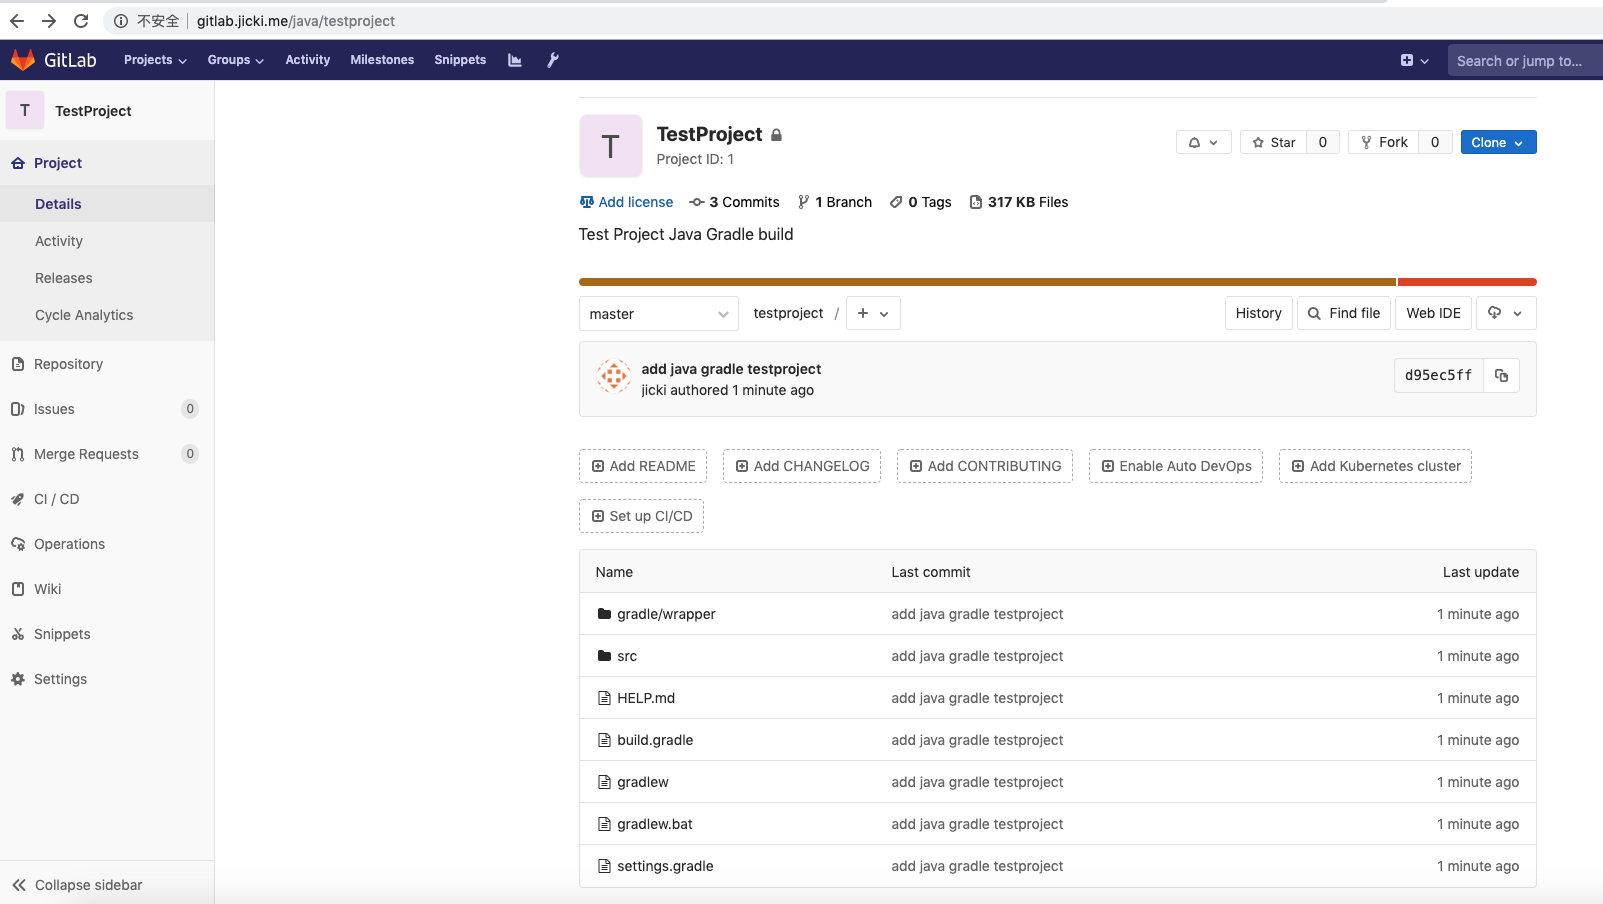 不安全 gitlab.jicki.me/java/testproject
GitLab Projects Groups Activity Milestones Snippets Search or jump to...
T TestProject
Project
Details
Activity
Releases
Cycle Analytics
Repository
Issues 0
Merge Requests 0
CI / CD
Operations
Wiki
Snippets
Settings
Collapse sidebar
T
TestProject
Project ID: 1
Star 0 Fork 0 Clone
Add license 3 Commits 1 Branch 0 Tags 317 KB Files
Test Project Java Gradle build
master testproject / + History Find file Web IDE
add java gradle testproject
jicki authored 1 minute ago
d95ec5ff
Add README Add CHANGELOG Add CONTRIBUTING Enable Auto DevOps Add Kubernetes cluster
Set up CI/CD
Name Last commit Last update
gradle/wrapper add java gradle testproject 1 minute ago
src add java gradle testproject 1 minute ago
HELP.md add java gradle testproject 1 minute ago
build.gradle add java gradle testproject 1 minute ago
gradlew add java gradle testproject 1 minute ago
gradlew.bat add java gradle testproject 1 minute ago
settings.gradle add java gradle testproject 1 minute ago